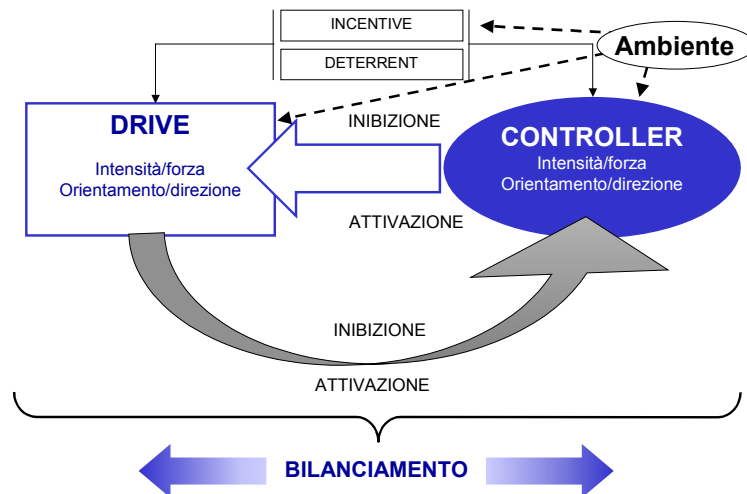 INCENTIVE
DETERRENT
Ambiente
DRIVE
Intensità/forza
Orientamento/direzione
INIBIZIONE
ATTIVAZIONE
CONTROLLER
Intensità/forza
Orientamento/direzione
INIBIZIONE
ATTIVAZIONE
BILANCIAMENTO